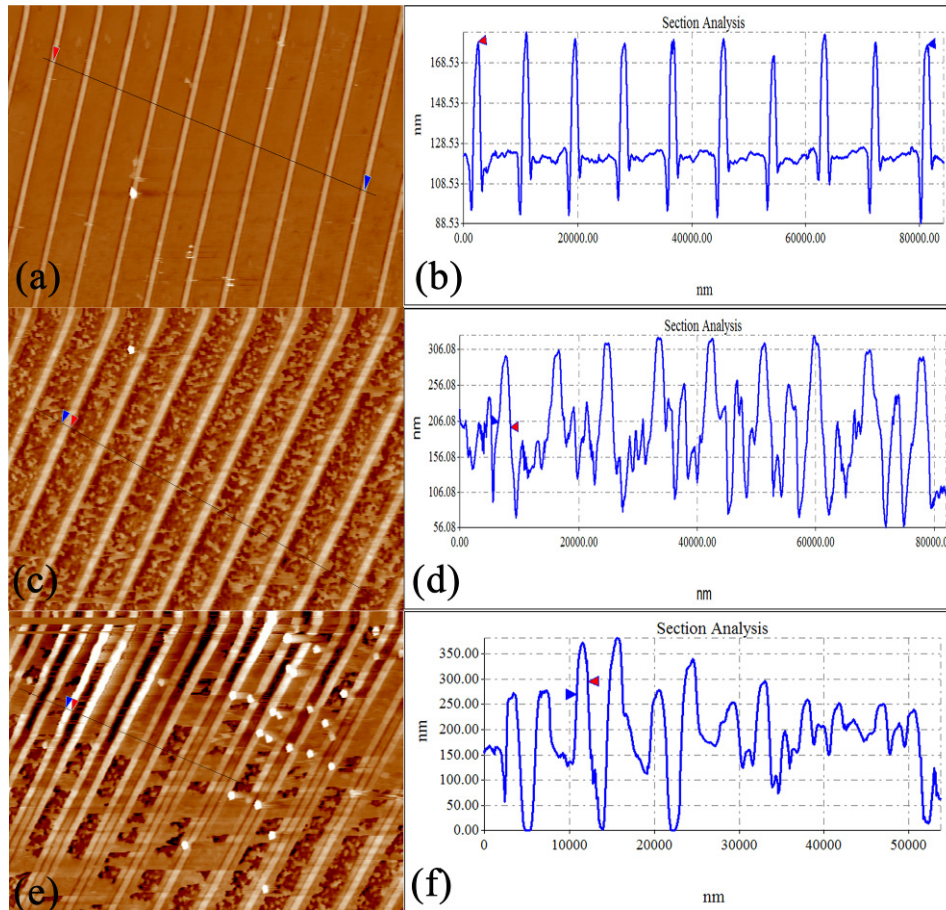 (a)
Section Analysis
168.53
148.53
128.53
108.53
88.53
nm
0.00 20000.00 40000.00 60000.00 80000.00
nm
(b)
(c)
Section Analysis
306.08
256.08
206.08
156.08
106.08
56.08
nm
0.00 20000.00 40000.00 60000.00 80000.00
nm
(d)
(e)
Section Analysis
350.00
300.00
250.00
200.00
150.00
100.00
50.00
0.00
nm
0 10000 20000 30000 40000 50000
nm
(f)